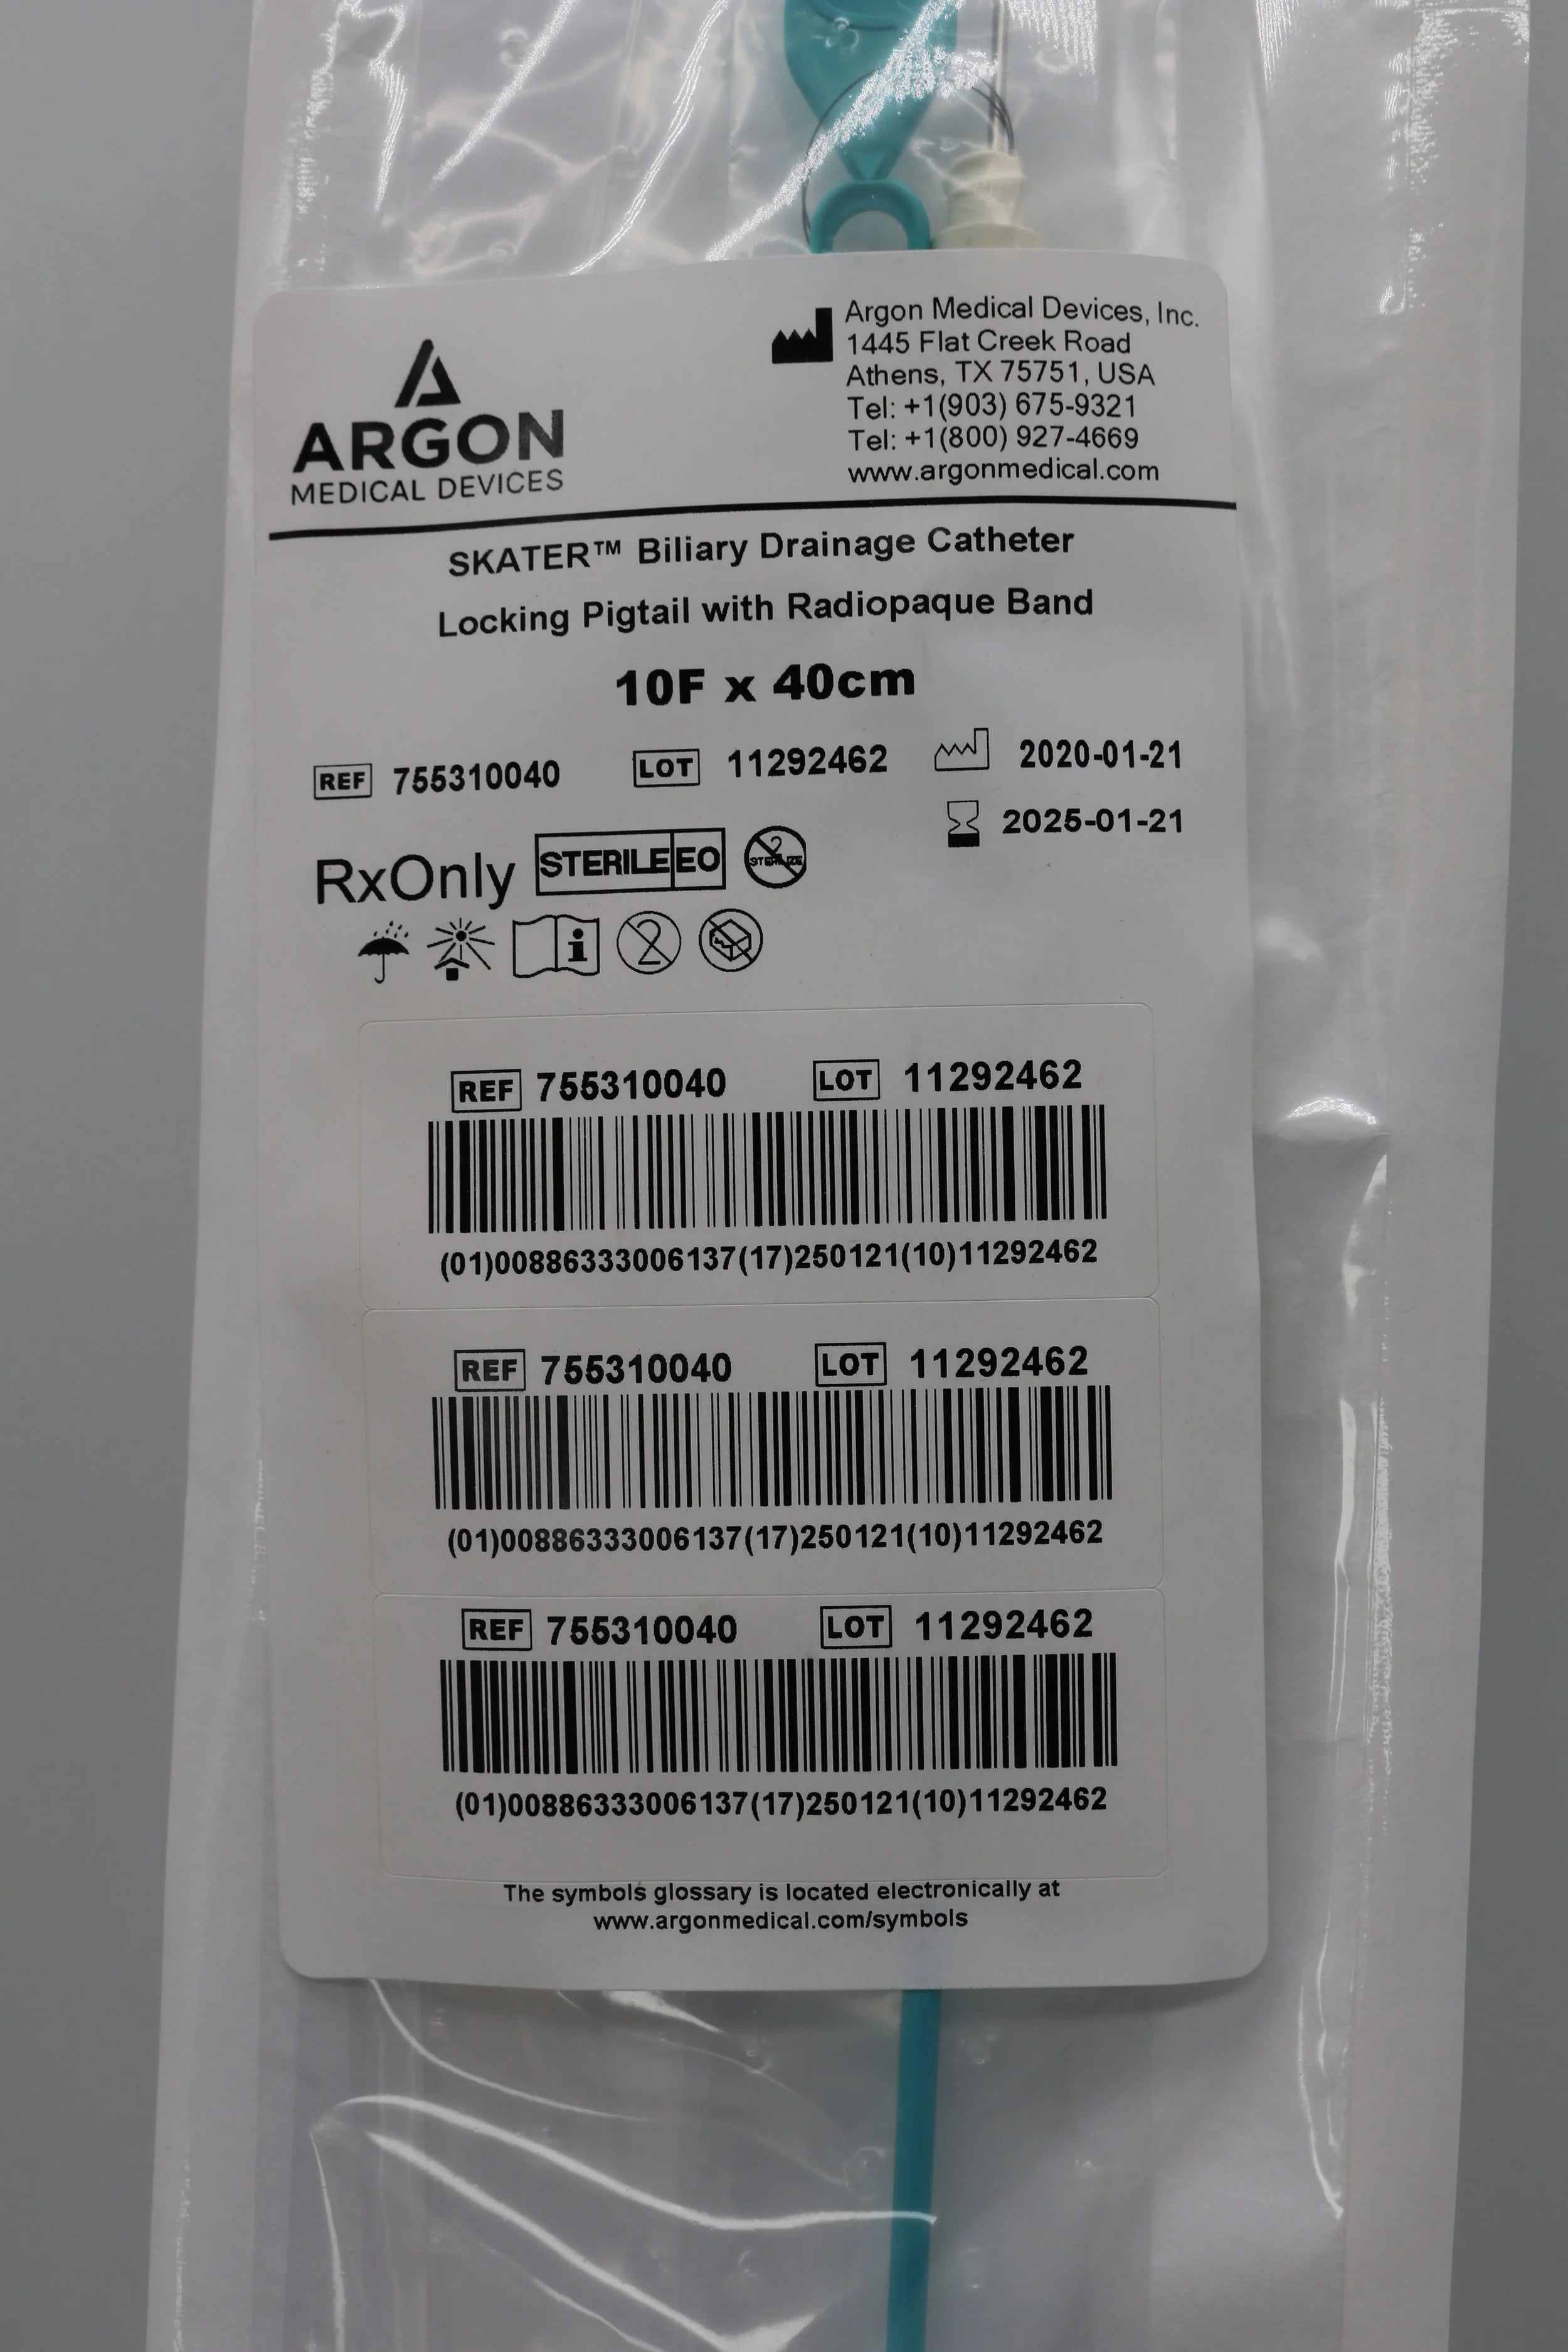 Argon Medical Devices, Inc.
1445 Flat Creek Road
Athens, TX 75751, USA
Tel: +1(903) 675-9321
Tel: +1(800) 927-4669
www.argonmedical.com
ARGON
MEDICAL DEVICES
SKATER™ Biliary Drainage Catheter
Locking Pigtail with Radiopaque Band
10F x 40cm
REF 755310040 LOT 11292462 2020-01-21
2025-01-21
RxOnly STERILE EO 2 STERILIZE
i 2
REF 755310040 LOT 11292462
(01)00886333006137(17)250121(10)11292462
REF 755310040 LOT 11292462
(01)00886333006137(17)250121(10)11292462
REF 755310040 LOT 11292462
(01)00886333006137(17)250121(10)11292462
The symbols glossary is located electronically at
www.argonmedical.com/symbols